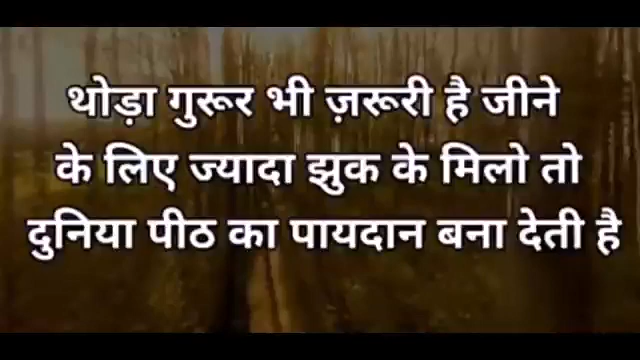 थोड़ा गुरूर भी ज़रूरी है जीने
के लिए ज्यादा झुक के मिलो तो
दुनिया पीठ का पायदान बना देती है